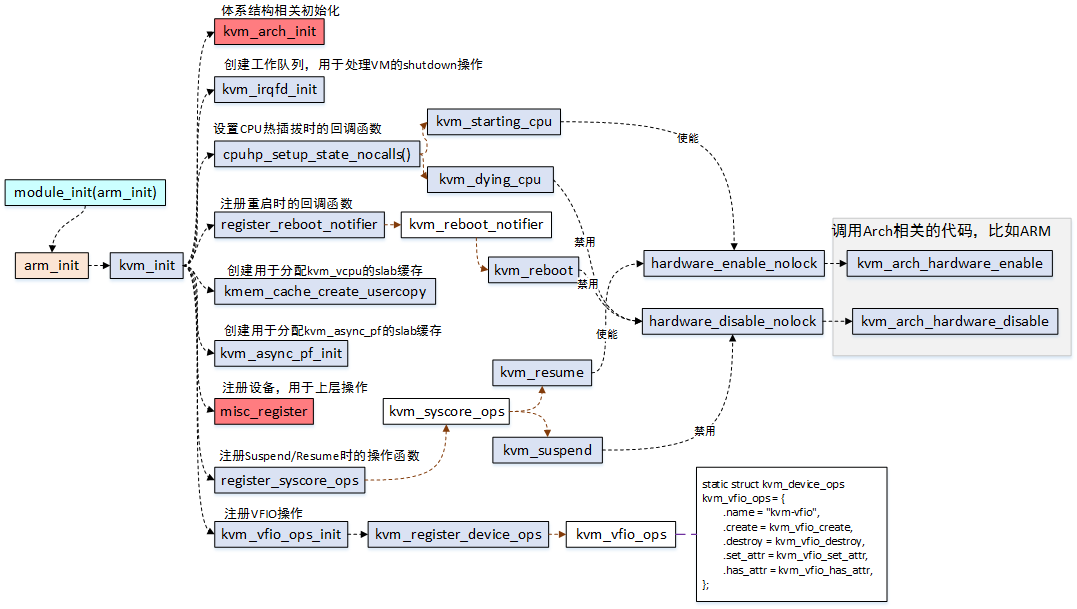 体系结构相关初始化
kvm_arch_init
创建工作队列，用于处理VM的shutdown操作
kvm_irqfd_init
设置CPU热插拔时的回调函数
cpuhp_setup_state_nocalls()
kvm_starting_cpu
使能
kvm_dying_cpu
禁用
module_init(arm_init)
注册重启时的回调函数
register_reboot_notifier
kvm_reboot_notifier
kvm_reboot
禁用
arm_init
kvm_init
创建用于分配kvm_vcpu的slab缓存
kmem_cache_create_usercopy
调用Arch相关的代码，比如ARM
hardware_enable_nolock
kvm_arch_hardware_enable
hardware_disable_nolock
kvm_arch_hardware_disable
创建用于分配kvm_async_pf的slab缓存
kvm_async_pf_init
使能
kvm_resume
注册设备，用于上层操作
misc_register
kvm_syscore_ops
kvm_suspend
禁用
注册Suspend/Resume时的操作函数
register_syscore_ops
注册VFIO操作
kvm_vfio_ops_init
kvm_register_device_ops
kvm_vfio_ops
static struct kvm_device_ops
kvm_vfio_ops = {
.name = "kvm-vfio",
.create = kvm_vfio_create,
.destroy = kvm_vfio_destroy,
.set_attr = kvm_vfio_set_attr,
.has_attr = kvm_vfio_has_attr,
};